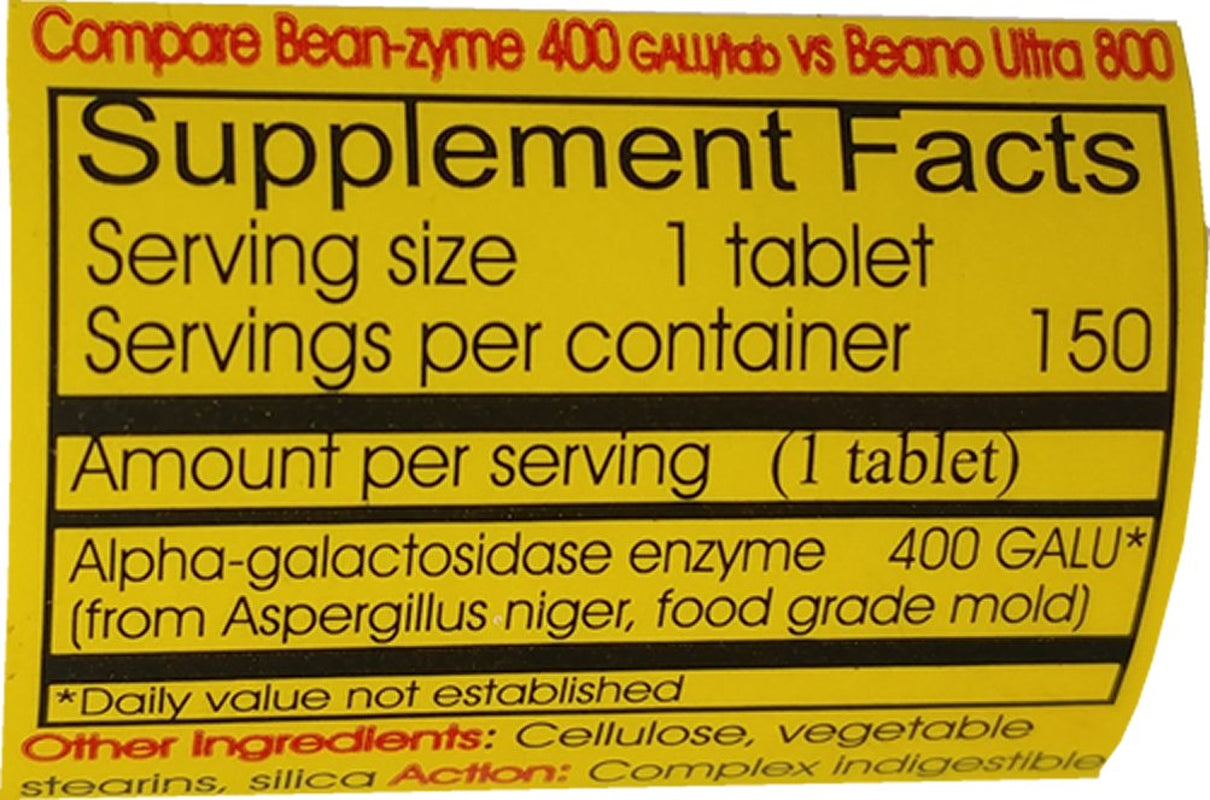 Compare Bean-zyme 400 GALU/tab vs Beano Ultra 800
Supplement Facts
Serving size 1 tablet
Servings per container 150
Amount per serving (1 tablet)
Alpha-galactosidase enzyme 400 GALU*
(from Aspergillus niger, food grade mold)
*Daily value not established
Other Ingredients: Cellulose, vegetable
stearins, silica Action: Complex indigestible